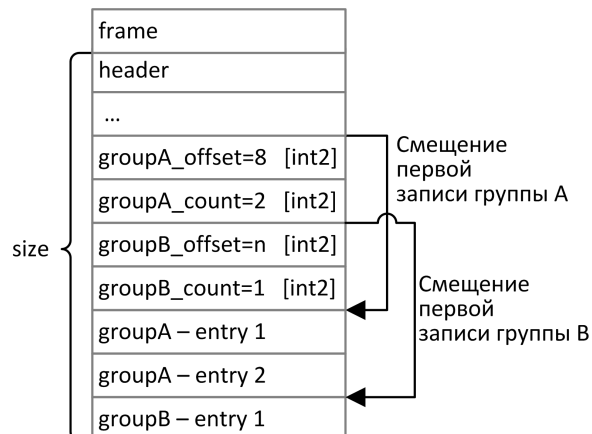 frame
header
...
groupA_offset=8 [int2]
Смещение
первой
записи группы A
groupA_count=2 [int2]
groupB_offset=n [int2]
size
groupB_count=1 [int2]
Смещение
первой
записи группы B
groupA – entry 1
groupA – entry 2
groupB – entry 1